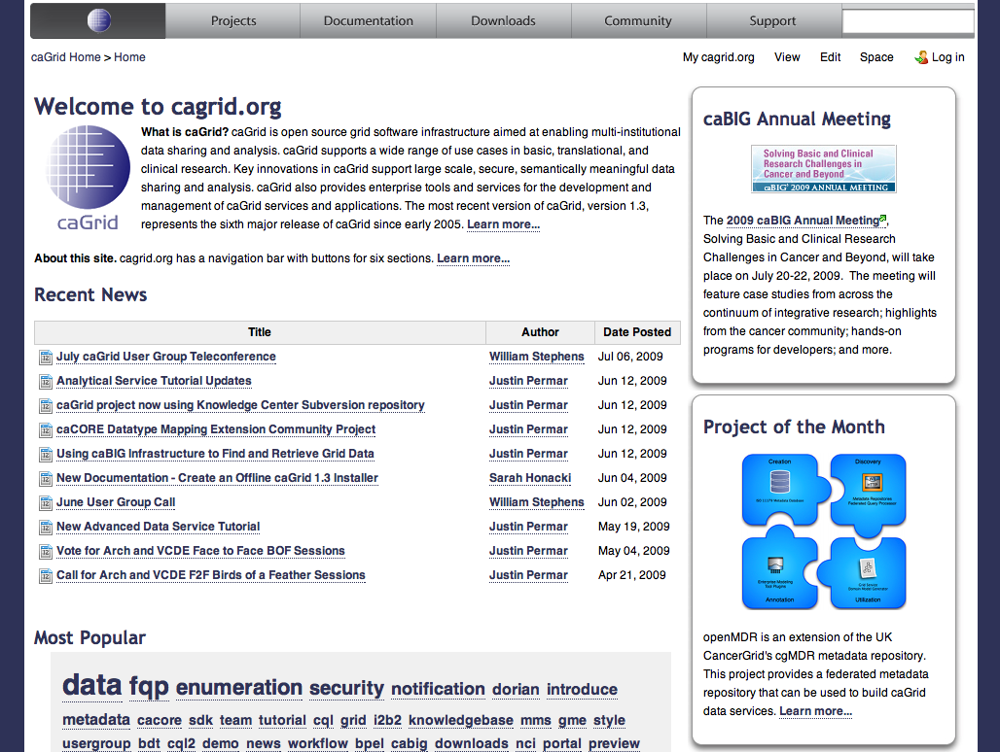 Projects
Documentation
Downloads
Community
Support
caGrid Home > Home
My cagrid.org View Edit Space Log in
Welcome to cagrid.org
caGrid
What is caGrid? caGrid is open source grid software infrastructure aimed at enabling multi-institutional
data sharing and analysis. caGrid supports a wide range of use cases in basic, translational, and
clinical research. Key innovations in caGrid support large scale, secure, semantically meaningful data
sharing and analysis. caGrid also provides enterprise tools and services for the development and
management of caGrid services and applications. The most recent version of caGrid, version 1.3,
represents the sixth major release of caGrid since early 2005. Learn more...
About this site. cagrid.org has a navigation bar with buttons for six sections. Learn more...
Recent News
Title Author Date Posted
July caGrid User Group Teleconference William Stephens Jul 06, 2009
Analytical Service Tutorial Updates Justin Permar Jun 12, 2009
caGrid project now using Knowledge Center Subversion repository Justin Permar Jun 12, 2009
caCORE Datatype Mapping Extension Community Project Justin Permar Jun 12, 2009
Using caBIG Infrastructure to Find and Retrieve Grid Data Justin Permar Jun 12, 2009
New Documentation - Create an Offline caGrid 1.3 Installer Sarah Honacki Jun 04, 2009
June User Group Call William Stephens Jun 02, 2009
New Advanced Data Service Tutorial Justin Permar May 19, 2009
Vote for Arch and VCDE Face to Face BOF Sessions Justin Permar May 04, 2009
Call for Arch and VCDE F2F Birds of a Feather Sessions Justin Permar Apr 21, 2009
Most Popular
data fqp enumeration security notification dorian introduce
metadata cacore sdk team tutorial cql grid i2b2 knowledgebase mms gme style
usergroup bdt cql2 demo news workflow bpel cabig downloads nci portal preview
caBIG Annual Meeting
Solving Basic and Clinical
Research Challenges in
Cancer and Beyond
caBIG® 2009 ANNUAL MEETING
The 2009 caBIG Annual Meeting,
Solving Basic and Clinical Research
Challenges in Cancer and Beyond, will take
place on July 20-22, 2009. The meeting will
feature case studies from across the
continuum of integrative research; highlights
from the cancer community; hands-on
programs for developers; and more.
Project of the Month
Creation
Discovery
Metadata Repositories
Federated Query Processor
Enterprise Modeling
Tool Plugins
Annotation
Grid Service
Domain Model Generator
Utilization
openMDR is an extension of the UK
CancerGrid's cgMDR metadata repository.
This project provides a federated metadata
repository that can be used to build caGrid
data services. Learn more...